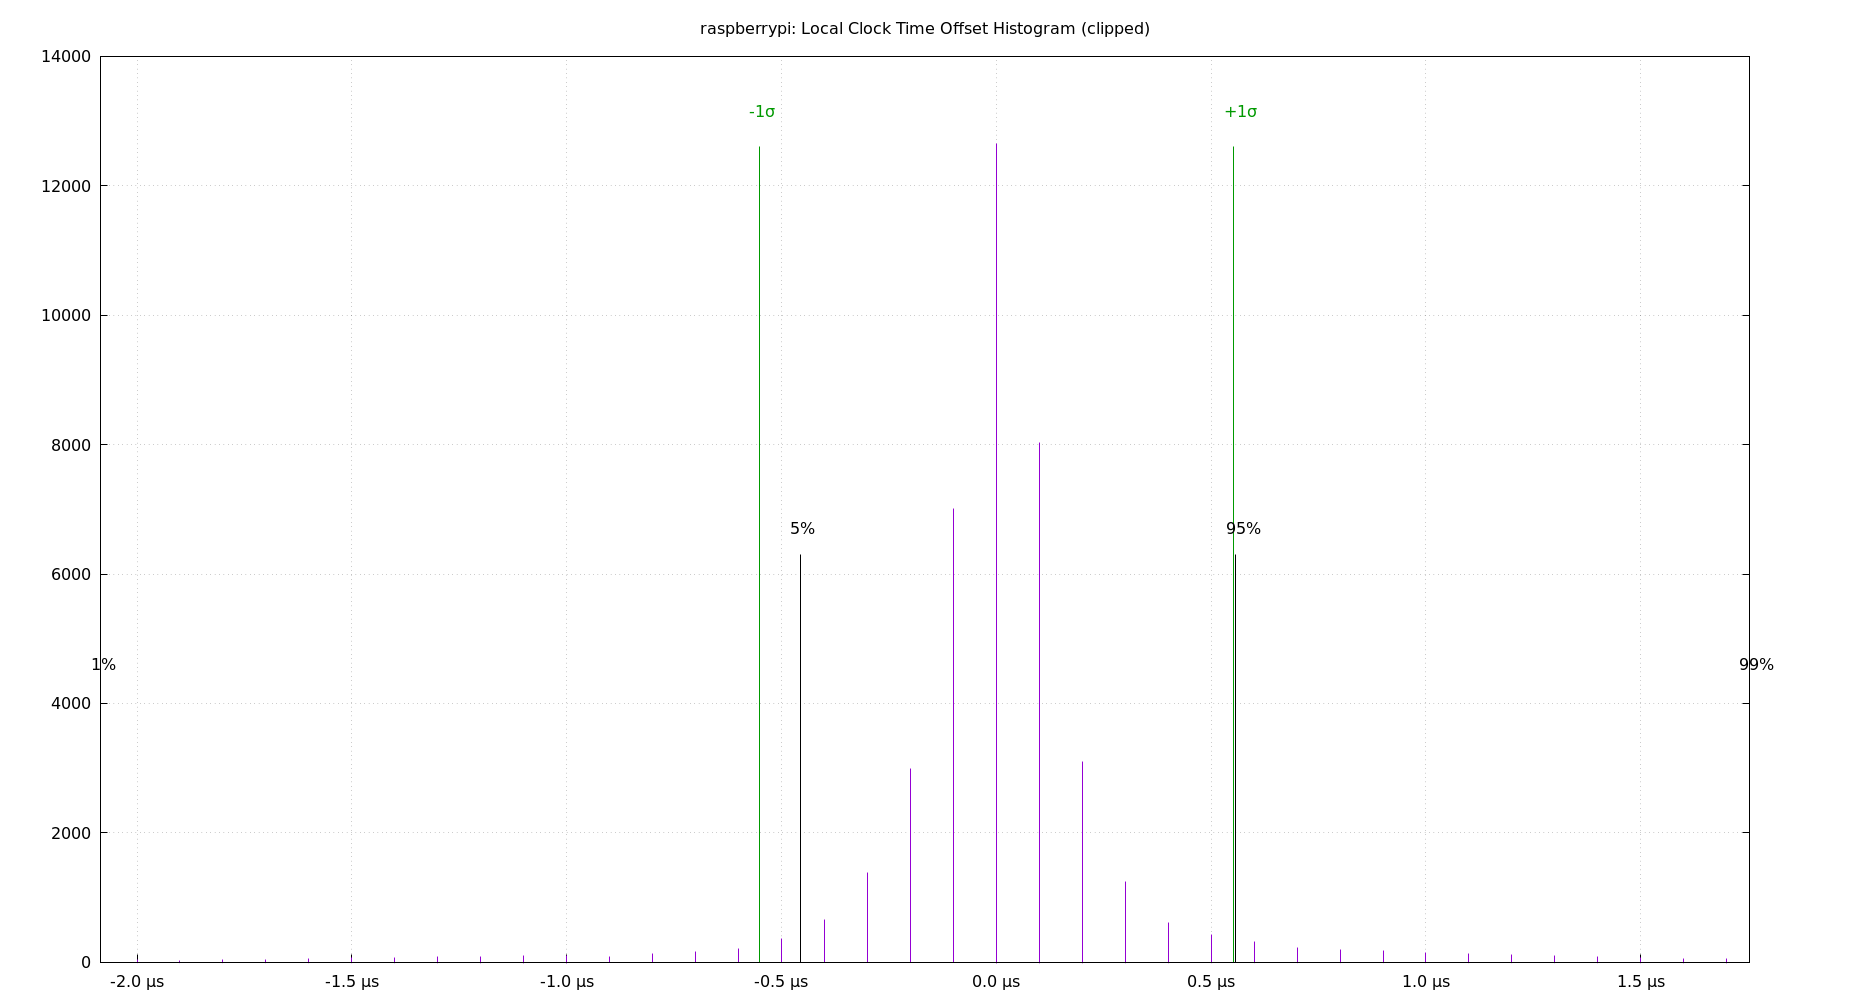 raspberrypi: Local Clock Time Offset Histogram (clipped)
14000
-1σ
+1σ
12000
10000
8000
5%
95%
6000
1%
99%
4000
2000
0
-2.0 µs
-1.5 µs
-1.0 µs
-0.5 µs
0.0 µs
0.5 µs
1.0 µs
1.5 µs